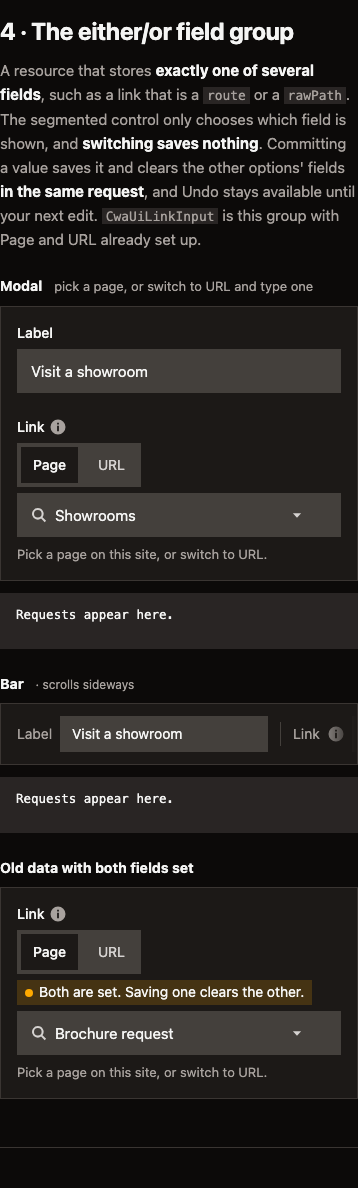 4 · The either/or field group
A resource that stores exactly one of several
fields, such as a link that is a route or a rawPath.
The segmented control only chooses which field is
shown, and switching saves nothing. Committing
a value saves it and clears the other options' fields
in the same request, and Undo stays available until
your next edit. CwaUiLinkInput is this group with
Page and URL already set up.
Modal pick a page, or switch to URL and type one
Label
Visit a showroom
Link
Page URL
Showrooms
Pick a page on this site, or switch to URL.
Requests appear here.
Bar · scrolls sideways
Label Visit a showroom Link
Requests appear here.
Old data with both fields set
Link
Page URL
Both are set. Saving one clears the other.
Brochure request
Pick a page on this site, or switch to URL.